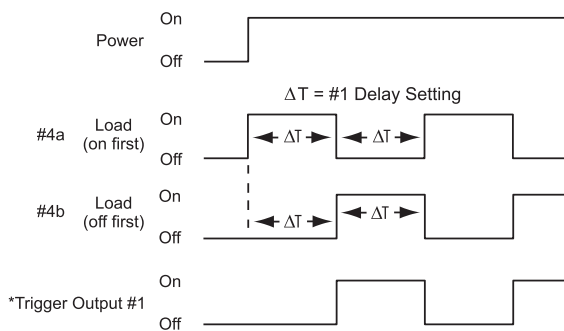 On
Power
Off
ΔT = #1 Delay Setting
On
#4a Load
(on first)
ΔT ΔT
Off
On
#4b Load
(off first)
ΔT ΔT
Off
On
*Trigger Output #1
Off